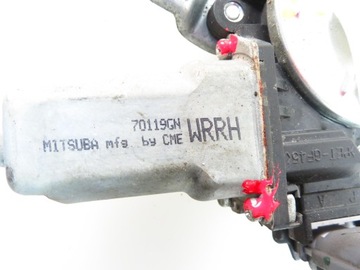 70119GN
MITSUBA mfg by CME
WRRH